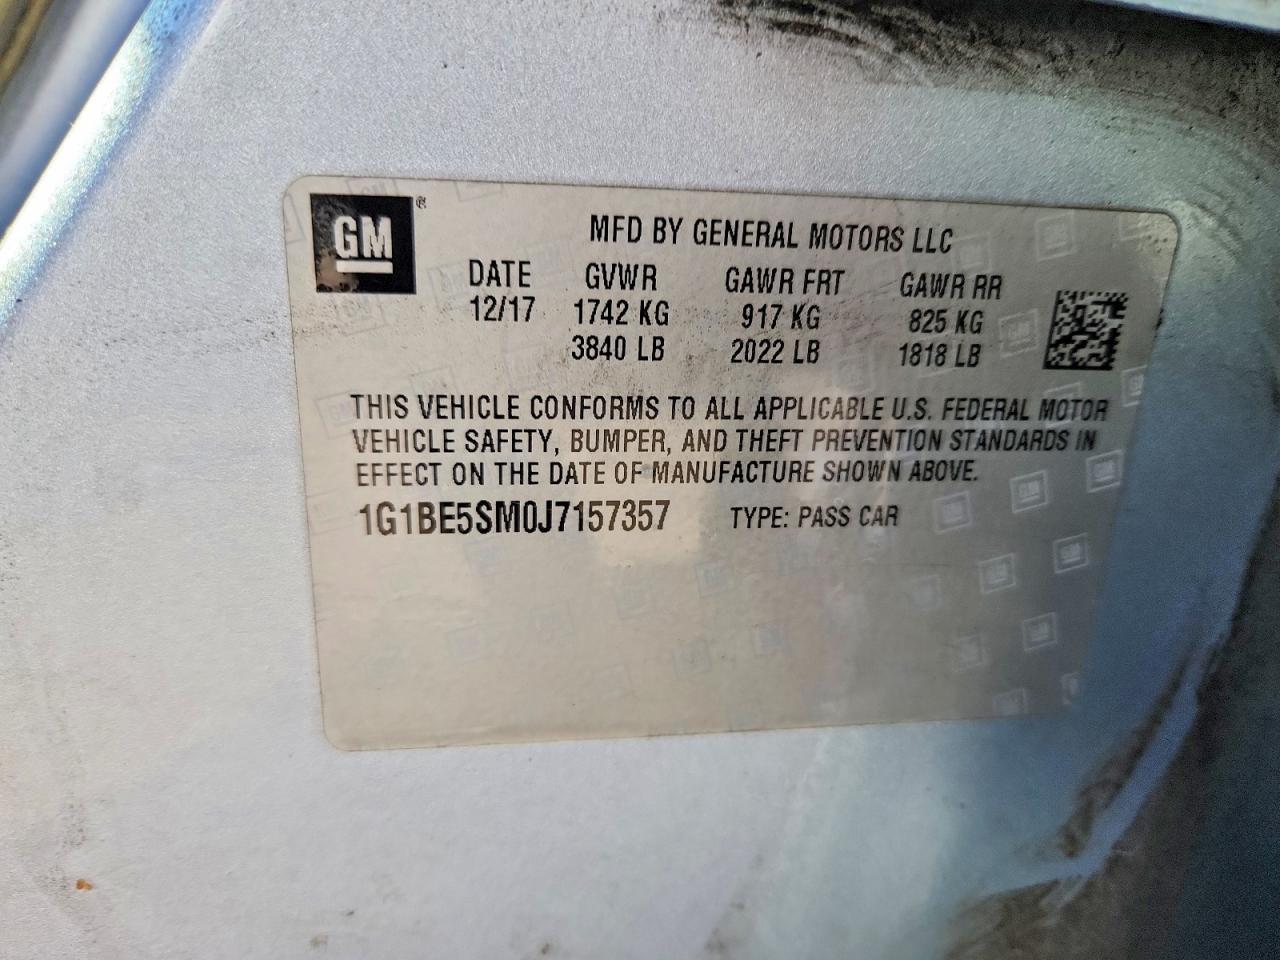 GM®
MFD BY GENERAL MOTORS LLC
DATE GVWR GAWR FRT GAWR RR
12/17 1742 KG 917 KG 825 KG
3840 LB 2022 LB 1818 LB
THIS VEHICLE CONFORMS TO ALL APPLICABLE U.S. FEDERAL MOTOR
VEHICLE SAFETY, BUMPER, AND THEFT PREVENTION STANDARDS IN
EFFECT ON THE DATE OF MANUFACTURE SHOWN ABOVE.
1G1BE5SM0J7157357 TYPE: PASS CAR